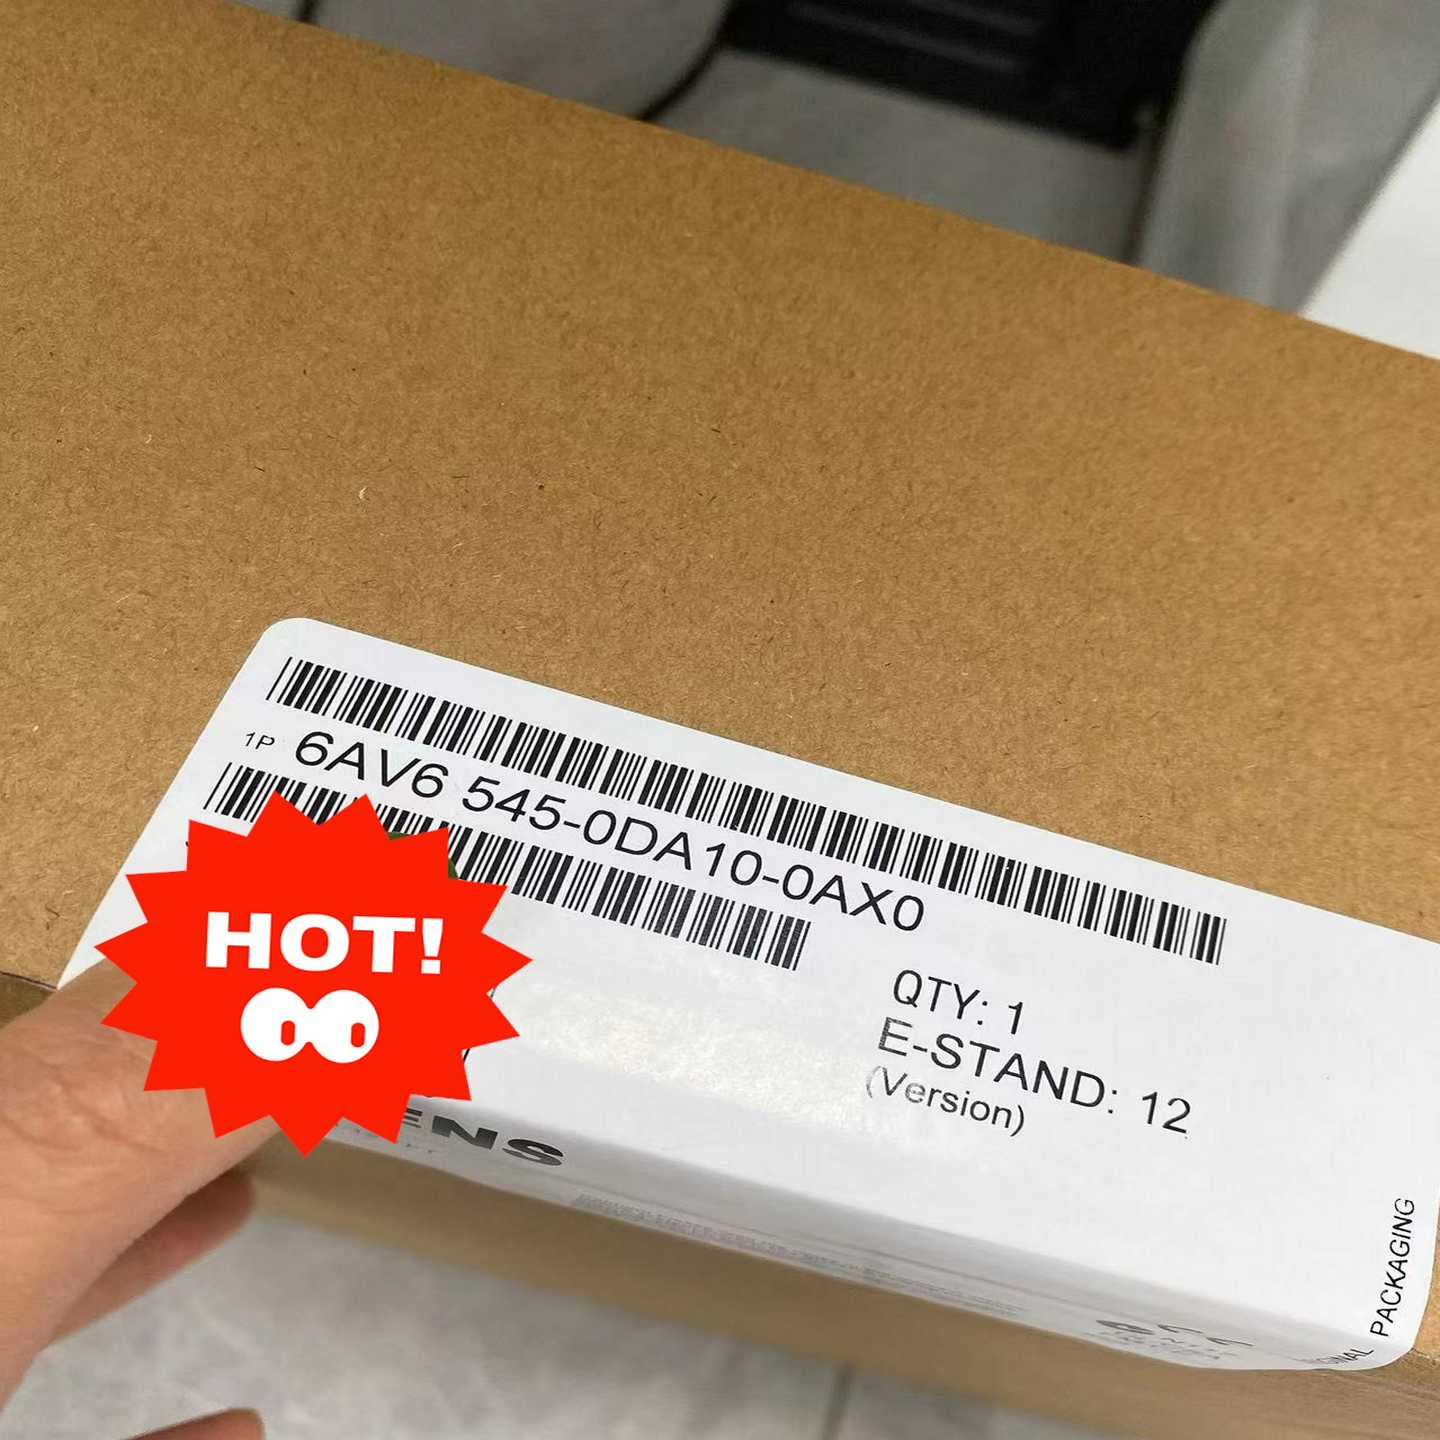 1P 6AV6 545-0DA10-0AX0
HOT!
QTY: 1
E-STAND: 12
(Version)
ENS
PACKAGING